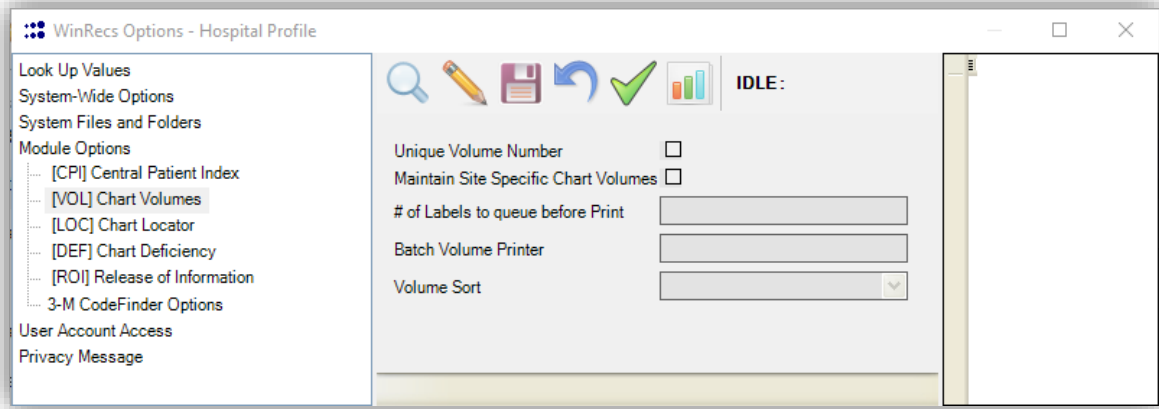 WinRecs Options - Hospital Profile
Look Up Values
System-Wide Options
System Files and Folders
Module Options
[CPI] Central Patient Index
[VOL] Chart Volumes
[LOC] Chart Locator
[DEF] Chart Deficiency
[ROI] Release of Information
3-M CodeFinder Options
User Account Access
Privacy Message
IDLE:
Unique Volume Number
Maintain Site Specific Chart Volumes
# of Labels to queue before Print
Batch Volume Printer
Volume Sort